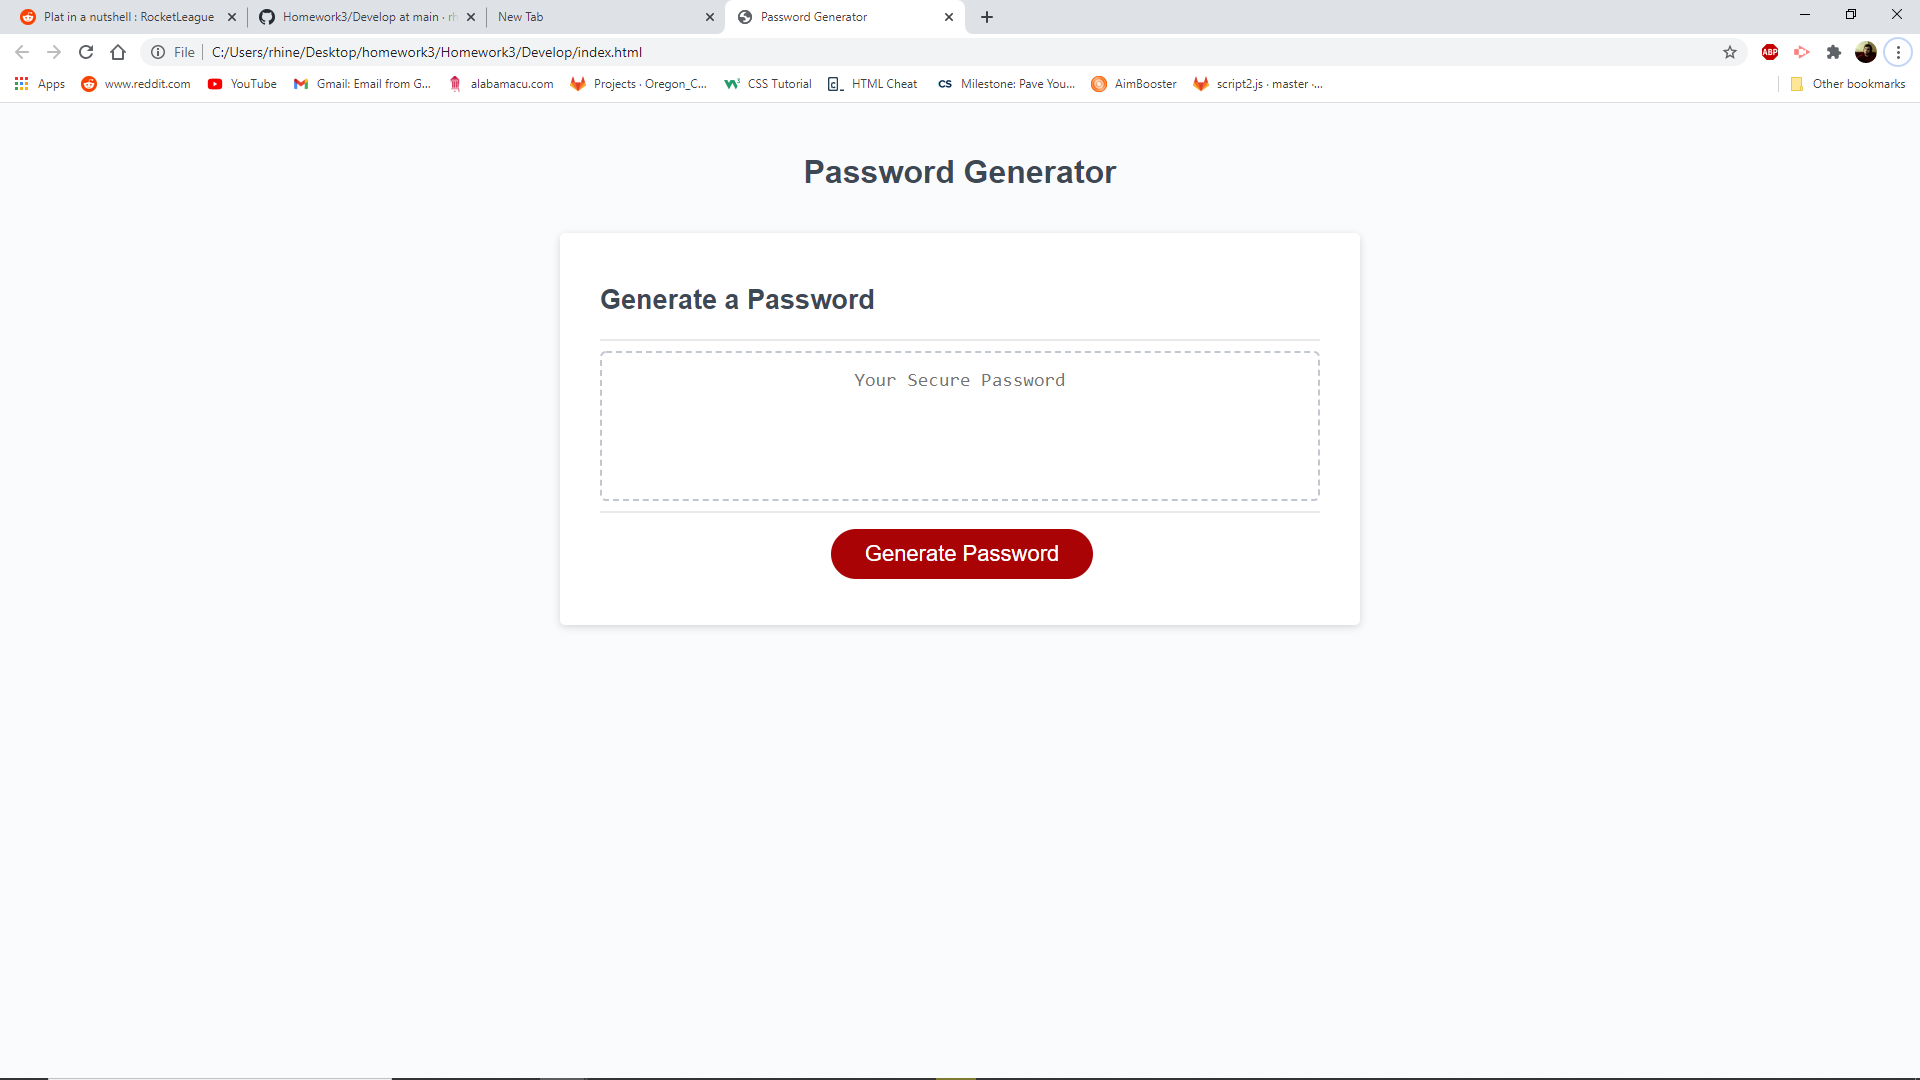 Plat in a nutshell : RocketLeague
Homework3/Develop at main · rh
New Tab
Password Generator
File
C:/Users/rhine/Desktop/homework3/Homework3/Develop/index.html
ABP
Apps
www.reddit.com
YouTube
Gmail: Email from G...
alabamacu.com
Projects · Oregon_C...
CSS Tutorial
HTML Cheat
CS
Milestone: Pave You...
AimBooster
script2.js · master ·...
Other bookmarks
Password Generator
Generate a Password
Your Secure Password
Generate Password